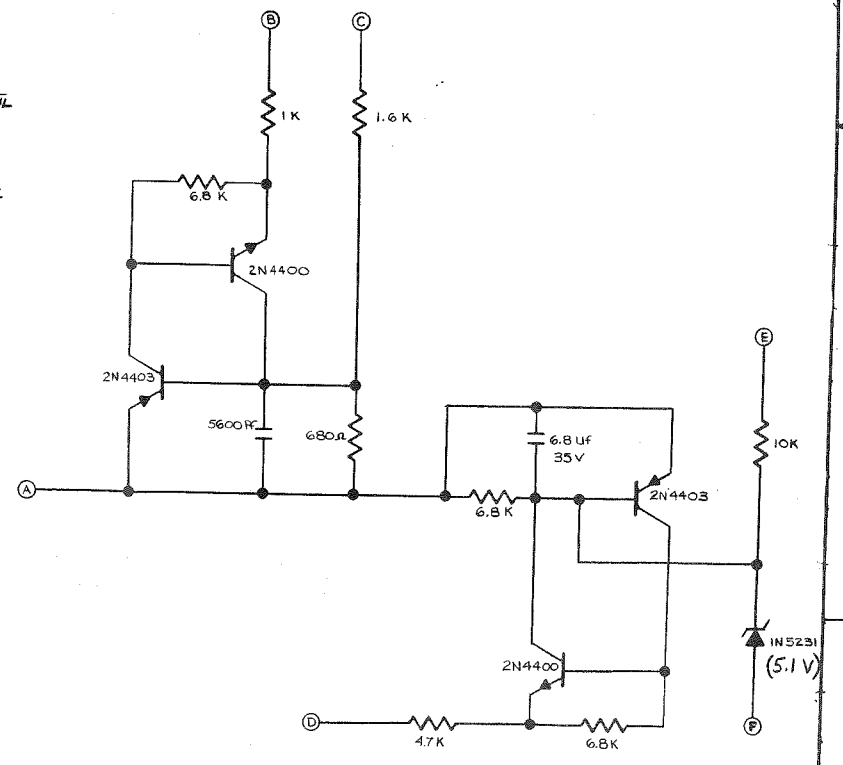 B
C
1K
1.6K
6.8K
2N4400
2N4403
5600Pf
680Ω
A
E
6.8 Uf
35V
10K
6.8K
2N4403
2N4400
1N5231
(5.1V)
D
4.7K
6.8K
F